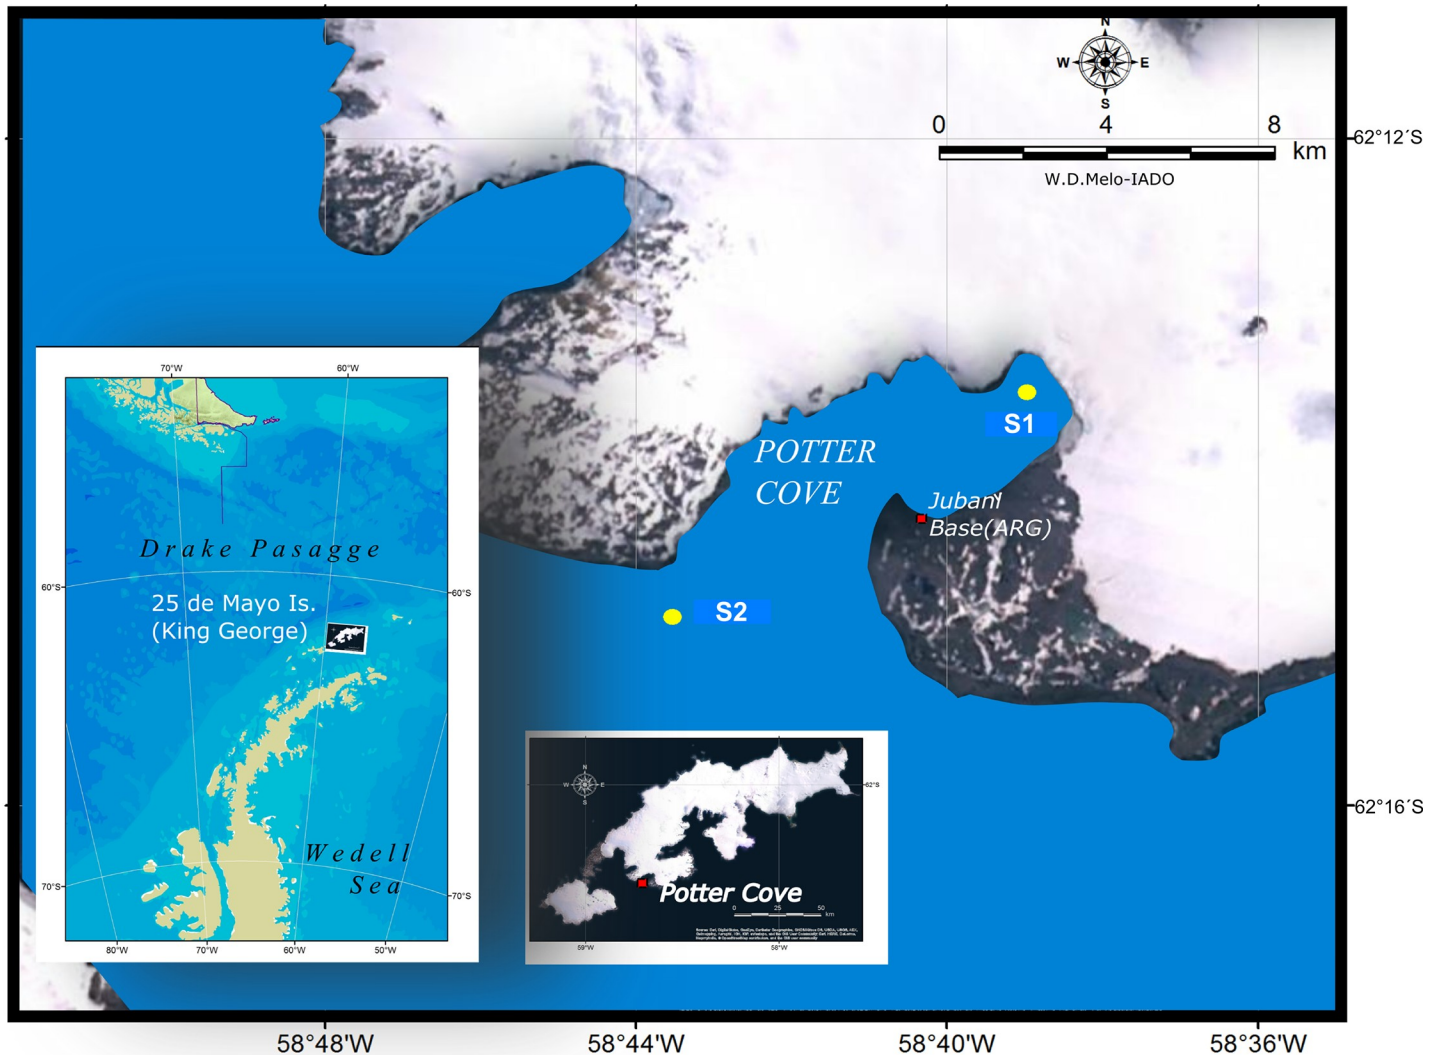 N
W E
S
0 4 8
km
W.D.Melo-IADO
62°12´S
S1
POTTER
COVE
Jubani
Base(ARG)
S2
70°W 60°W
Drake Pasagge
60°S
60°S
25 de Mayo Is.
(King George)
Wedell
Sea
70°S
70°S
80°W 70°W 60°W 50°W
N
W E
S
62°S
Potter Cove
0 25 50
km
59°W 58°W
62°16´S
58°48'W 58°44'W 58°40'W 58°36'W